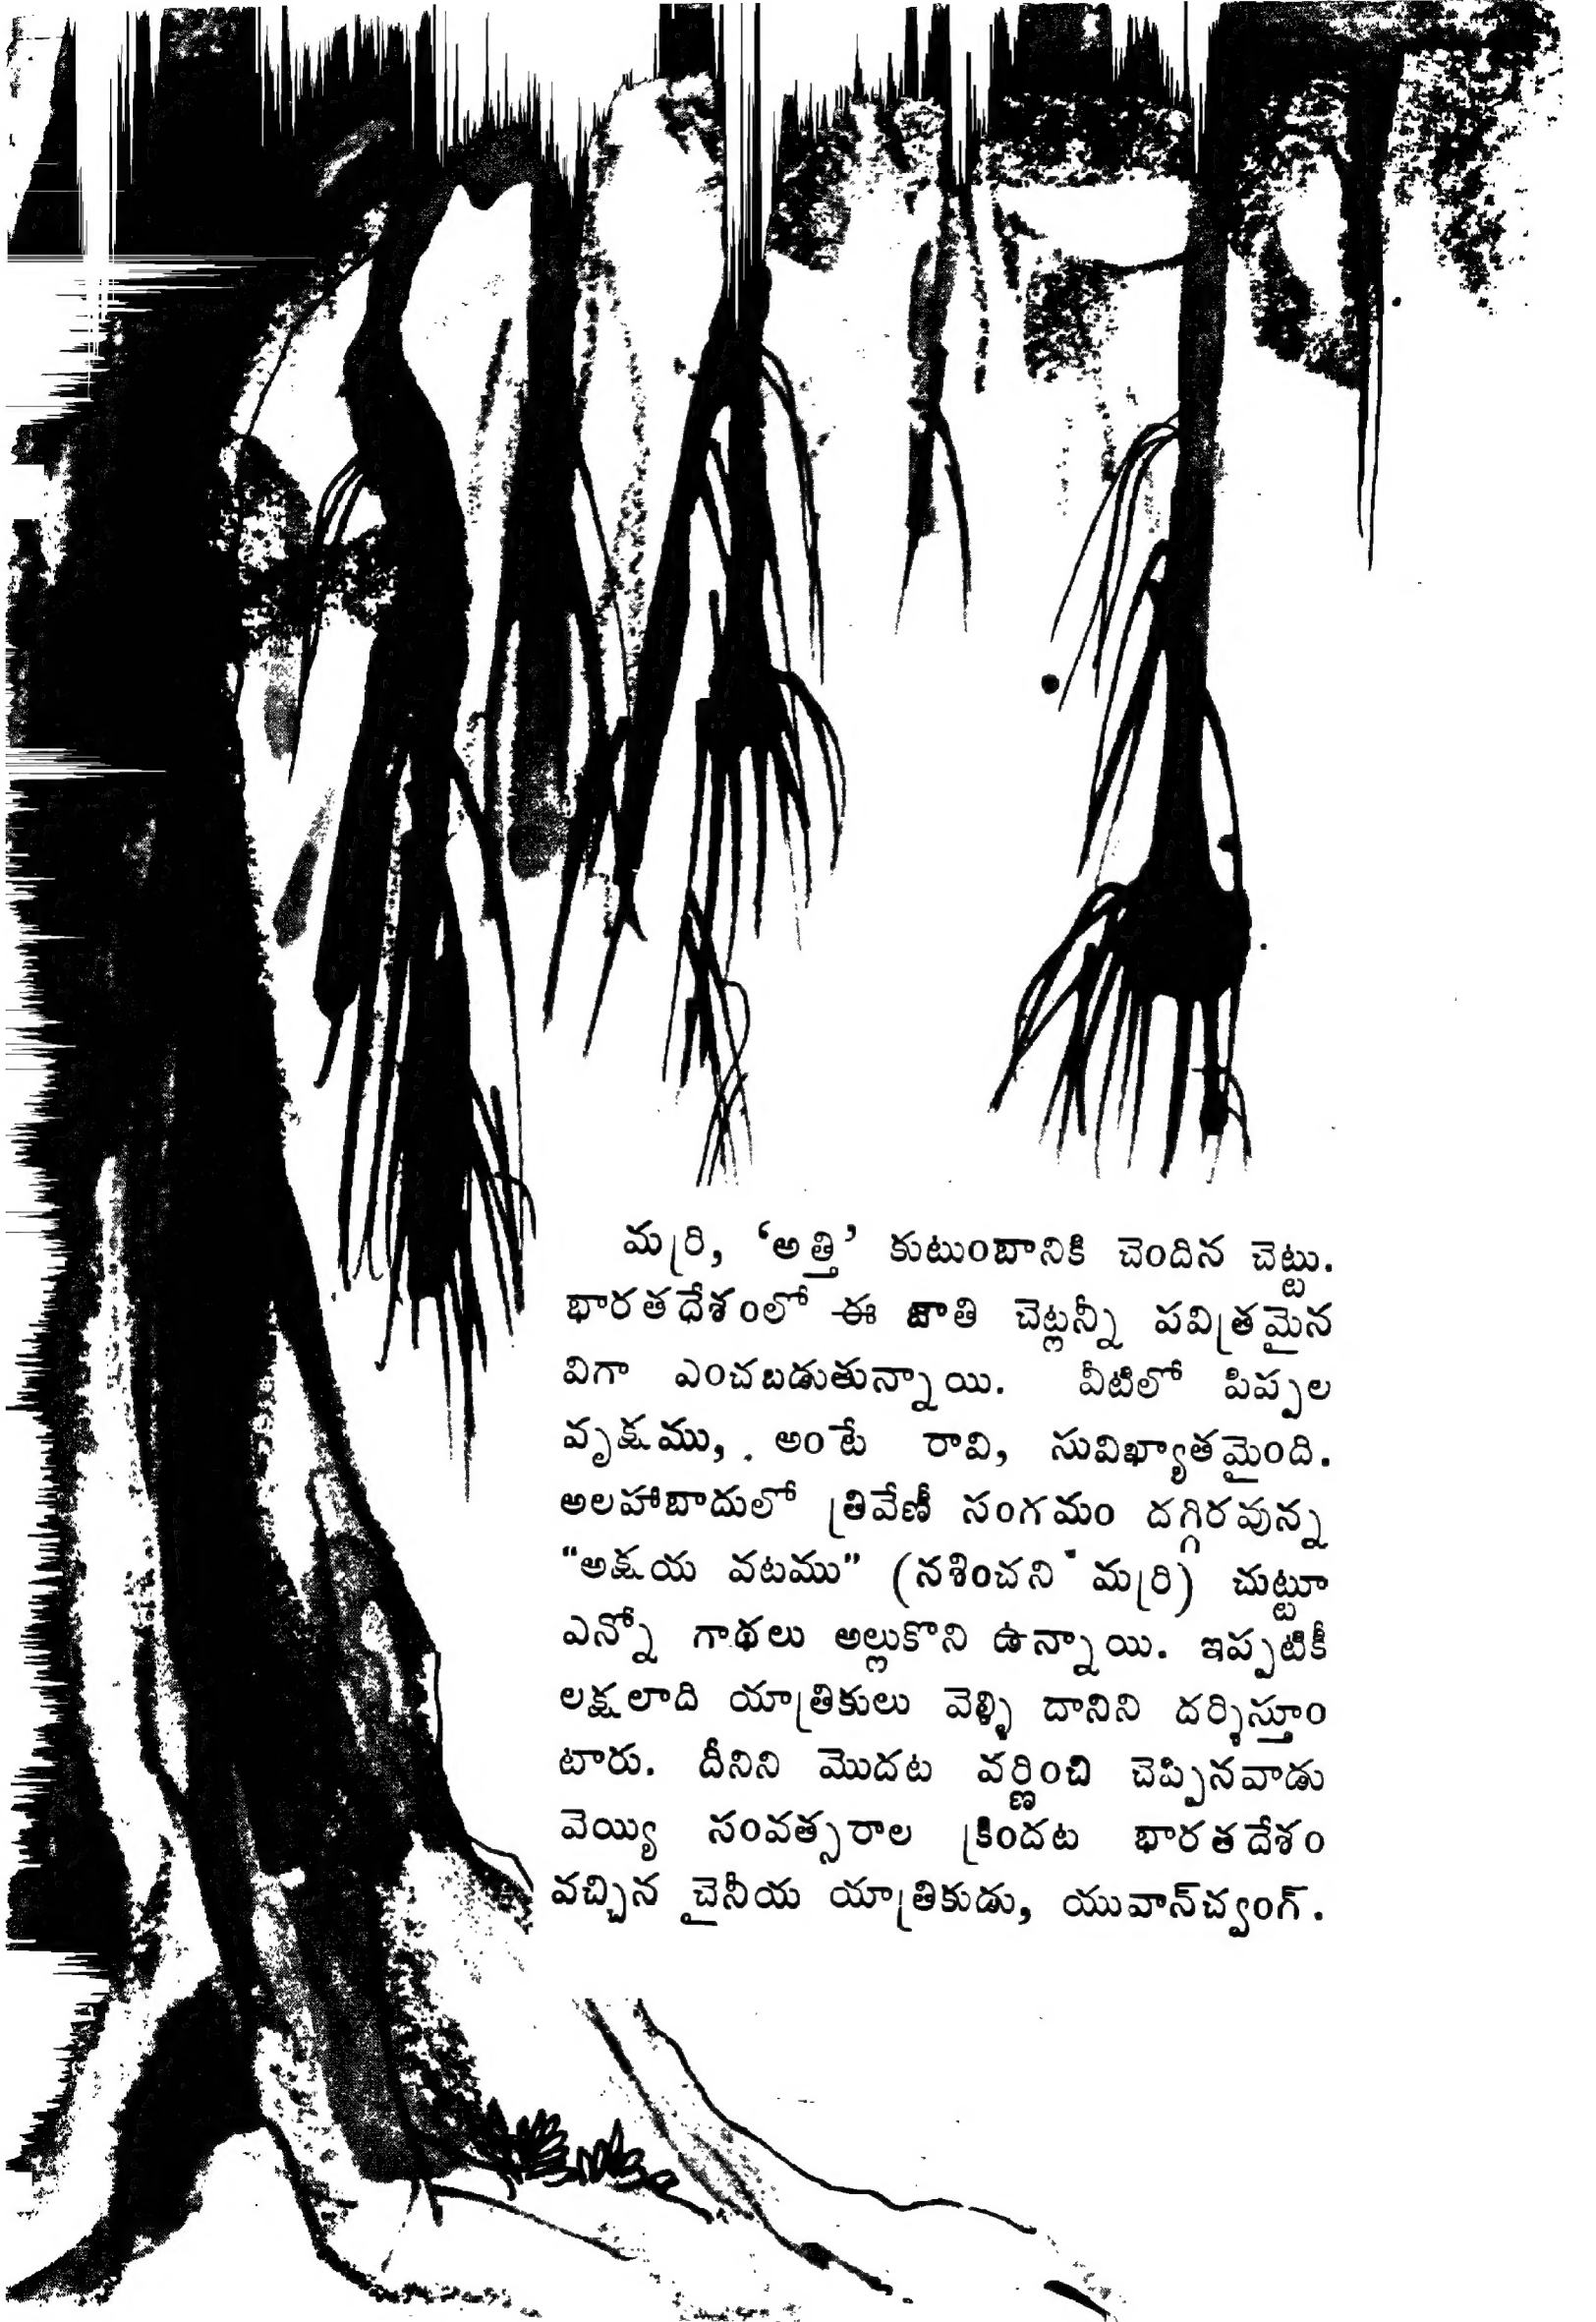 మర్రి, ‘అత్తి’ కుటుంబానికి చెందిన చెట్టు.
భారతదేశంలో ఈ జాతి చెట్లన్నీ పవిత్రమైన
విగా ఎంచబడుతున్నాయి. వీటిలో పిప్పల
వృక్షము, అంటే రావి, సువిఖ్యాతమైంది.
అలహాబాదులో త్రివేణీ సంగమం దగ్గిరవున్న
“అక్షయ వటము” (నశించని మర్రి) చుట్టూ
ఎన్నో గాథలు అల్లుకొని ఉన్నాయి. ఇప్పటికీ
లక్షలాది యాత్రికులు వెళ్ళి దానిని దర్శిస్తూం
టారు. దీనిని మొదట వర్ణించి చెప్పినవాడు
వెయ్యి సంవత్సరాల క్రిందట భారతదేశం
వచ్చిన చైనీయ యాత్రికుడు, యువాన్‌చ్వంగ్.